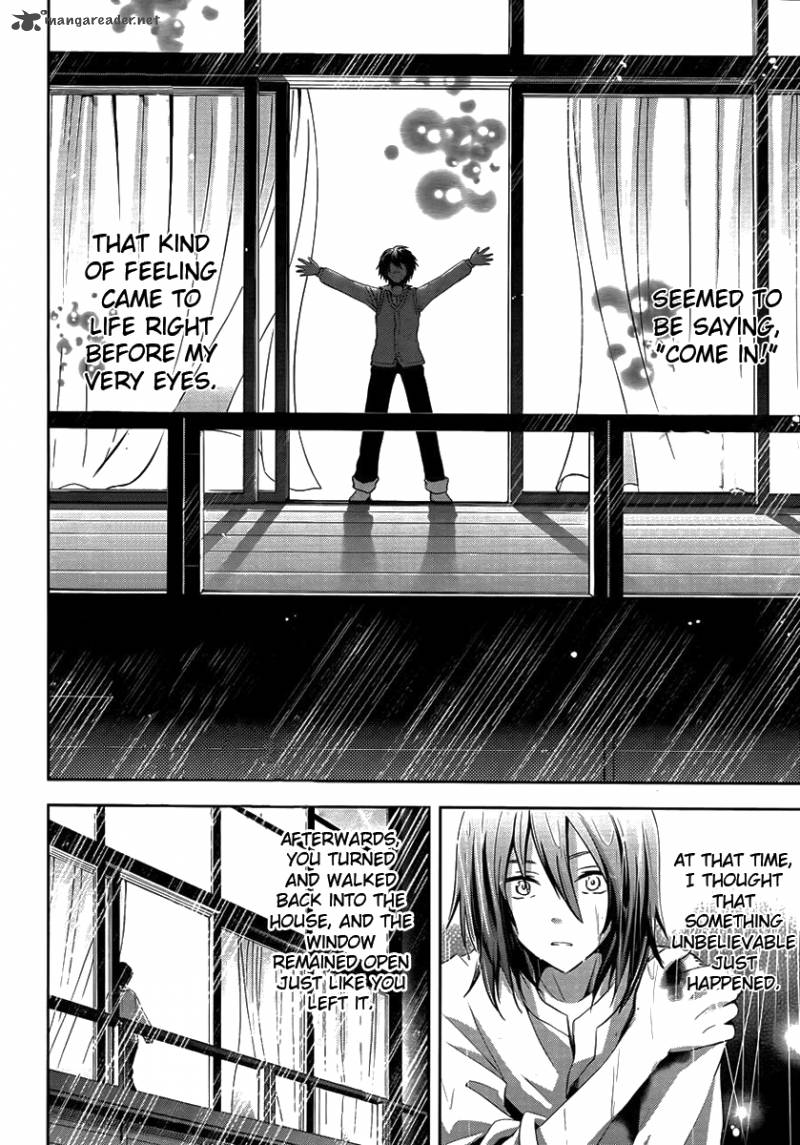 mangareader.net
SEEMED TO
BE SAYING,
"COME IN!"
THAT KIND
OF FEELING
CAME TO
LIFE RIGHT
BEFORE MY
VERY EYES.
AT THAT TIME,
I THOUGHT
THAT
SOMETHING
UNBELIEVABLE
JUST
HAPPENED.
AFTERWARDS,
YOU TURNED
AND WALKED
BACK INTO THE
HOUSE, AND THE
WINDOW
REMAINED OPEN
JUST LIKE YOU
LEFT IT.